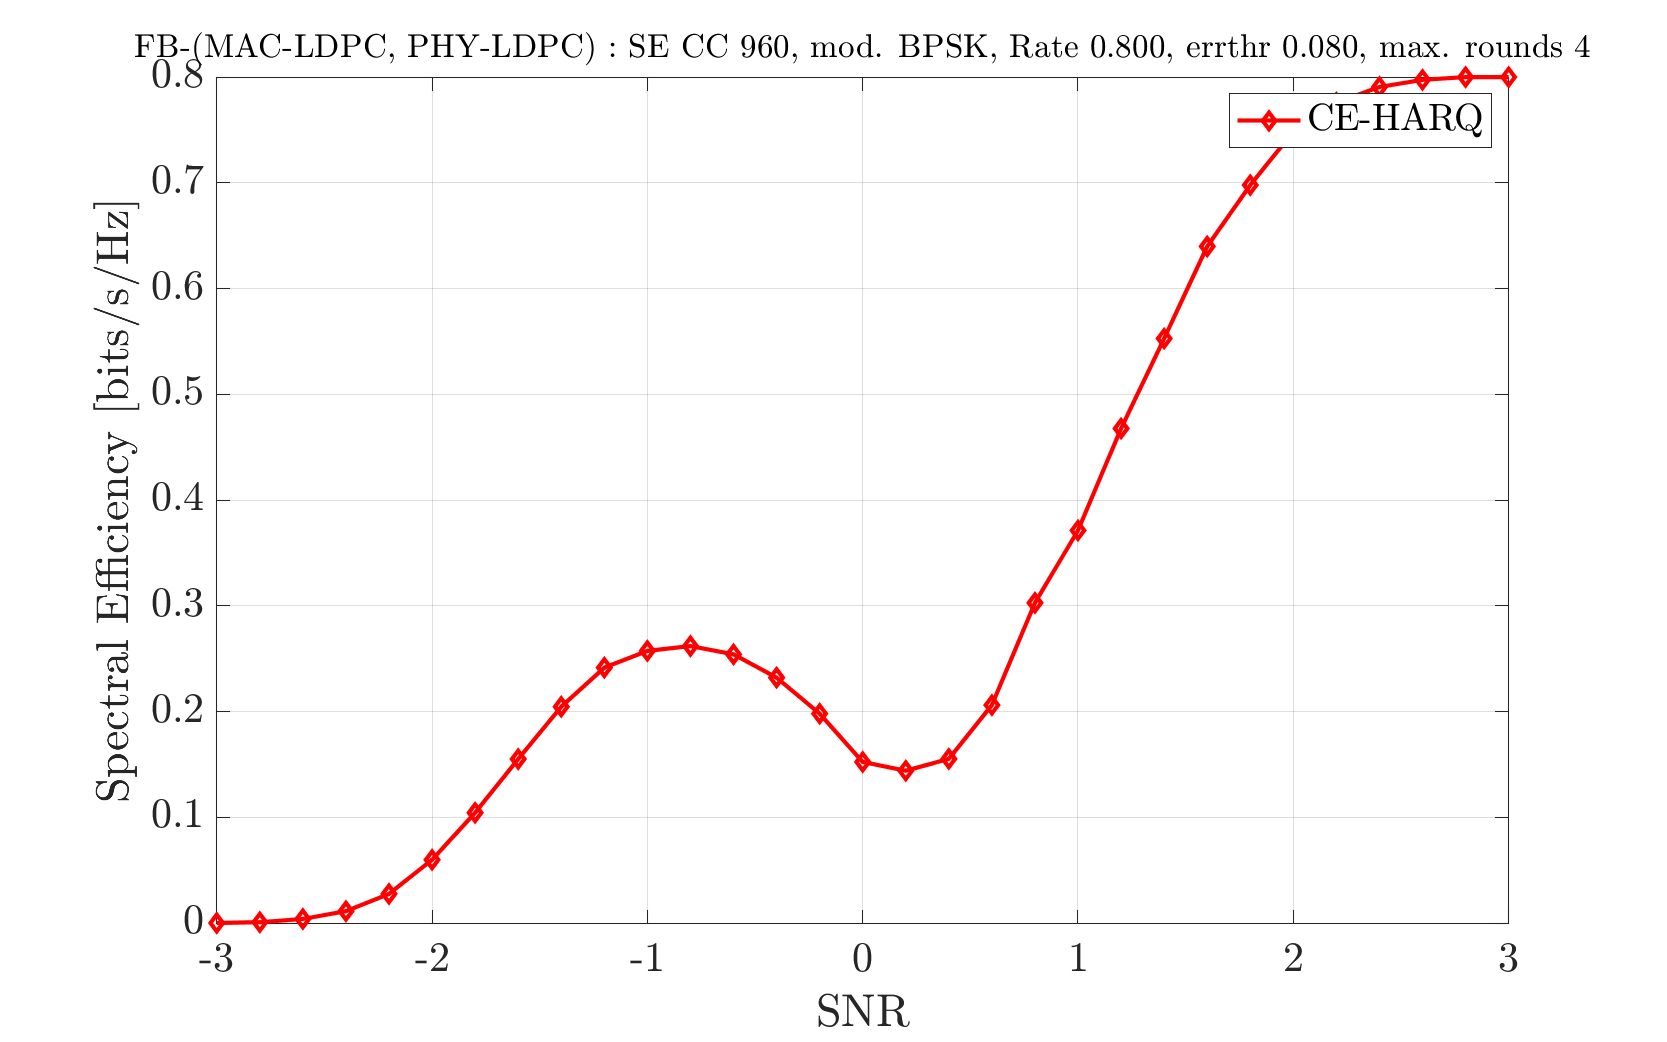 FB-(MAC-LDPC, PHY-LDPC) : SE CC 960, mod. BPSK, Rate 0.800, errthr 0.080, max. rounds 4
CE-HARQ
Spectral Efficiency [bits/s/Hz]
0.8
0.7
0.6
0.5
0.4
0.3
0.2
0.1
0
-3 -2 -1 0 1 2 3
SNR